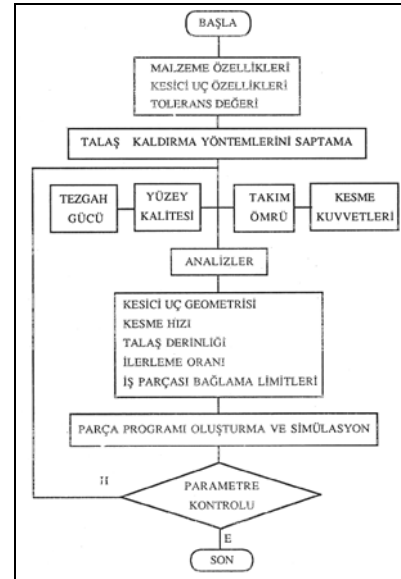 BAŞLA
MALZEME ÖZELLİKLERİ
KESİCİ UÇ ÖZELLİKLERİ
TOLERANS DEĞERİ
TALAŞ KALDIRMA YÖNTEMLERİNİ SAPTAMA
TEZGAH
GÜCÜ
YÜZEY
KALİTESİ
TAKIM
ÖMRÜ
KESME
KUVVETLERİ
ANALİZLER
KESİCİ UÇ GEOMETRİSİ
KESME HIZI
TALAŞ DERİNLİĞİ
İLERLEME ORANI
İŞ PARÇASI BAĞLAMA LİMİTLERİ
PARÇA PROGRAMI OLUŞTURMA VE SİMÜLASYON
PARAMETRE
KONTROLU
E
SON